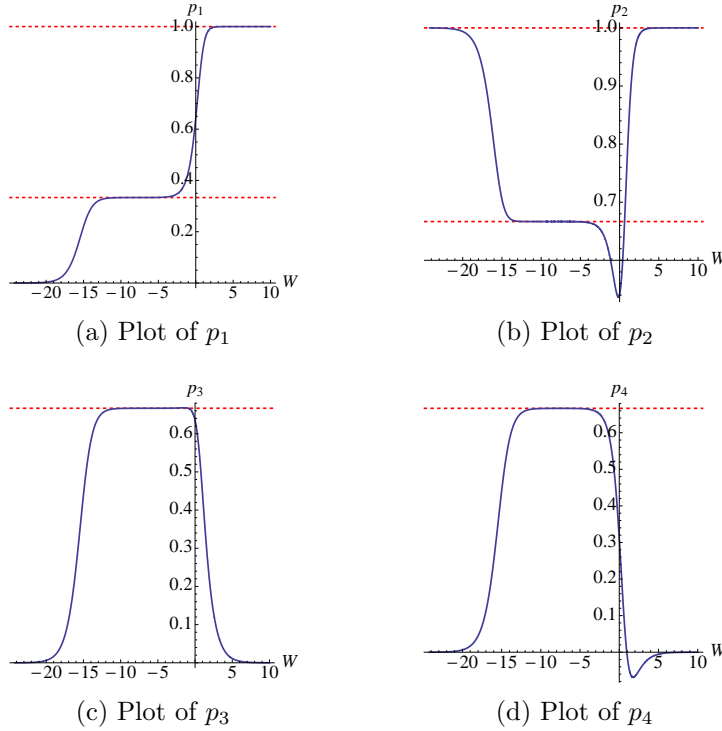 p₁
1.0
0.8
0.6
0.4
0.2
W
−20 −15 −10 −5 5 10
(a) Plot of p₁
p₂
1.0
0.9
0.8
0.7
W
−20 −15 −10 −5 5 10
(b) Plot of p₂
p₃
0.6
0.5
0.4
0.3
0.2
0.1
W
−20 −15 −10 −5 5 10
(c) Plot of p₃
p₄
0.6
0.5
0.4
0.3
0.2
0.1
W
−20 −15 −10 −5 5 10
(d) Plot of p₄